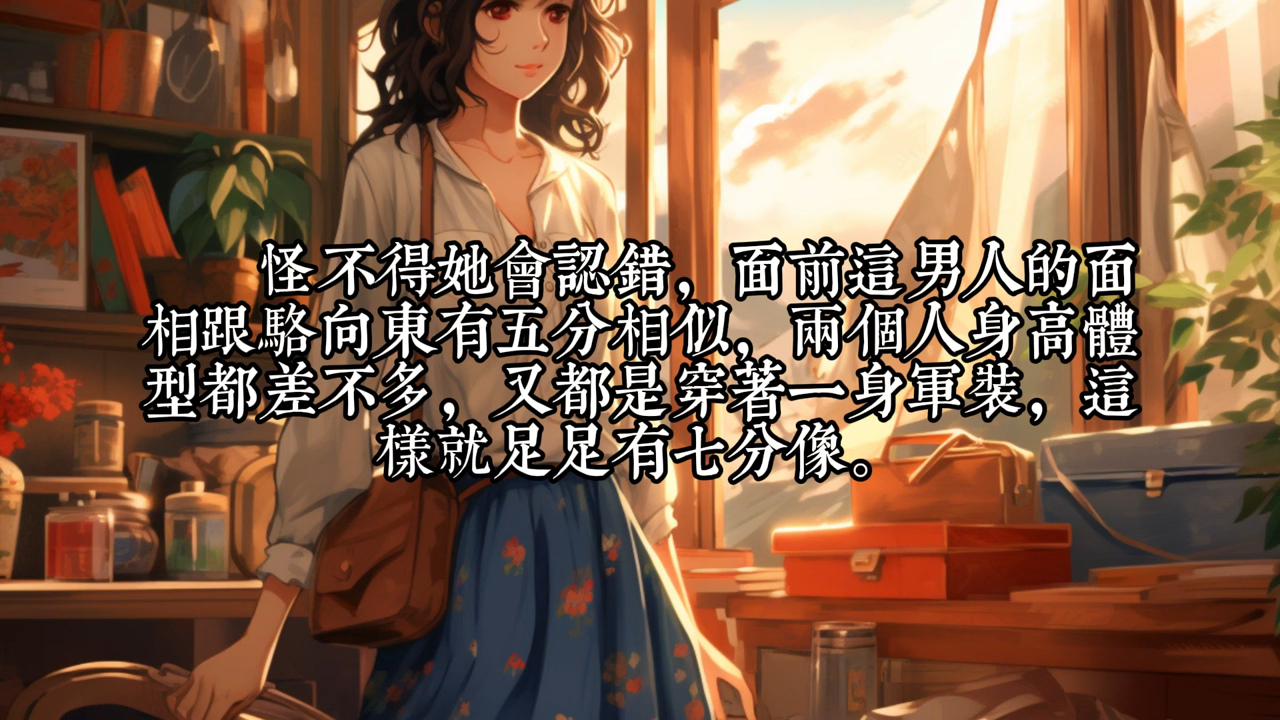 怪不得她會認錯，面前這男人的面
相跟駱向東有五分相似，兩個人身高體
型都差不多，又都是穿著一身軍裝，這
樣就足足有七分像。